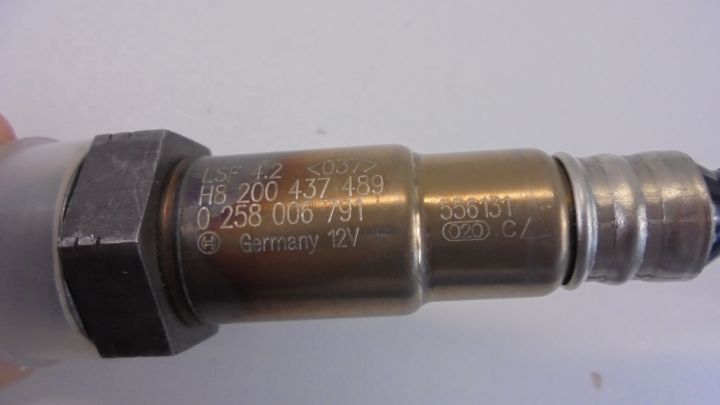 LSF 4.2 <037>
H8 200 437 489
0 258 006 791
Germany 12V
556131
020 C